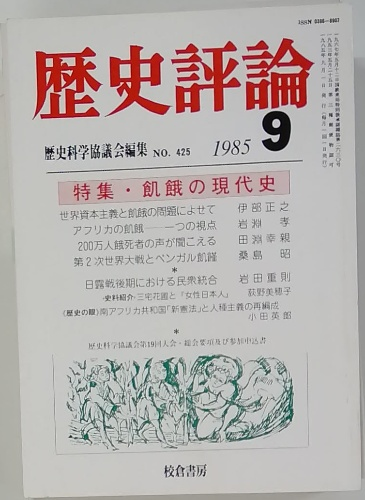 ISSN 0386-8907
歴史評論
歴史科学協議会編集 NO. 425 1985 9
特集・飢餓の現代史
世界資本主義と飢餓の問題によせて 伊部正之
アフリカの飢餓——一つの視点 岩淵 孝
200万人餓死者の声が聞こえる 田淵幸親
第2次世界大戦とベンガル飢饉 桑島 昭
*
日露戦後期における民衆統合 岩田重則
・史料紹介・三宅花圃と『女性日本人』 荻野美穂子
《歴史の眼》南アフリカ共和国「新憲法」と人種主義の再編成
小田英郎
*
歴史科学協議会第19回大会・総会要項及び参加申込書
校倉書房